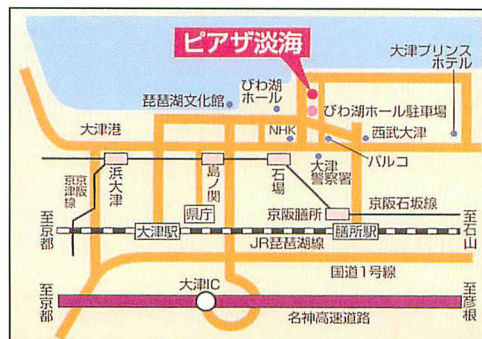 ピアザ淡海
大津プリンス
ホテル
びわ湖
ホール
琵琶湖文化館
びわ湖ホール駐車場
大津港
NHK
西武大津
パルコ
大津
警察署
浜大津
島ノ関
石場
京阪
京津線
県庁
京阪膳所
京阪石坂線
至京都
大津駅
膳所駅
至石山
JR琵琶湖線
国道1号線
至京都
大津IC
名神高速道路
至彦根